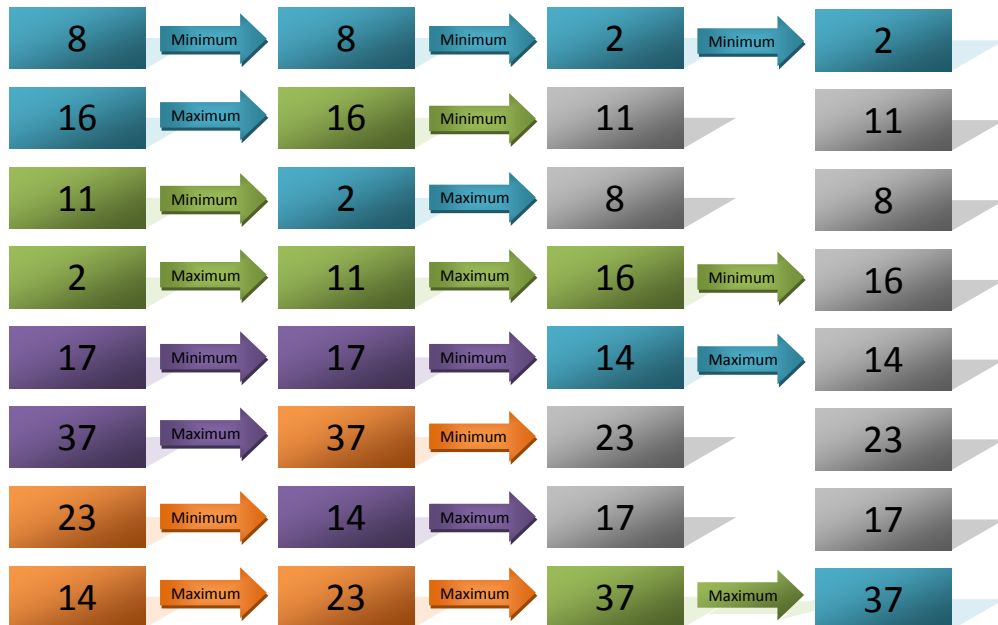 8 Minimum 8 Minimum 2 Minimum 2
16 Maximum 16 Minimum 11 11
11 Minimum 2 Maximum 8 8
2 Maximum 11 Maximum 16 Minimum 16
17 Minimum 17 Minimum 14 Maximum 14
37 Maximum 37 Minimum 23 23
23 Minimum 14 Maximum 17 17
14 Maximum 23 Maximum 37 Maximum 37